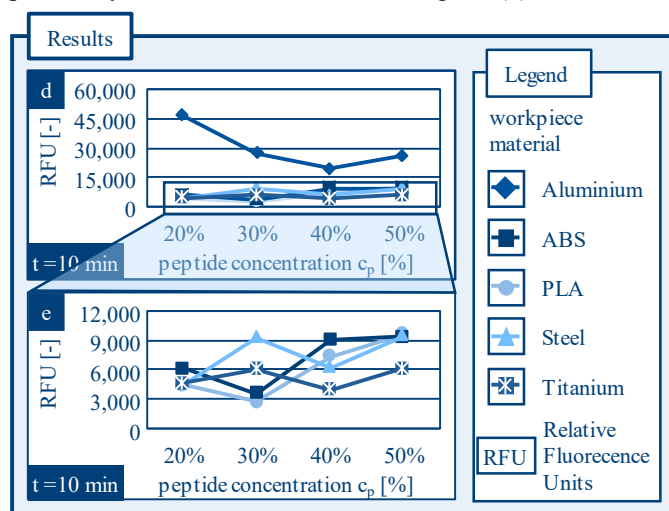 Results
d
60,000
45,000
30,000
15,000
0
RFU [-]
20% 30% 40% 50%
t = 10 min peptide concentration cp [%]
e
12,000
9,000
6,000
3,000
0
RFU [-]
20% 30% 40% 50%
t = 10 min peptide concentration cp [%]
Legend
workpiece
material
Aluminium
ABS
PLA
Steel
Titanium
RFU
Relative
Fluorecence
Units